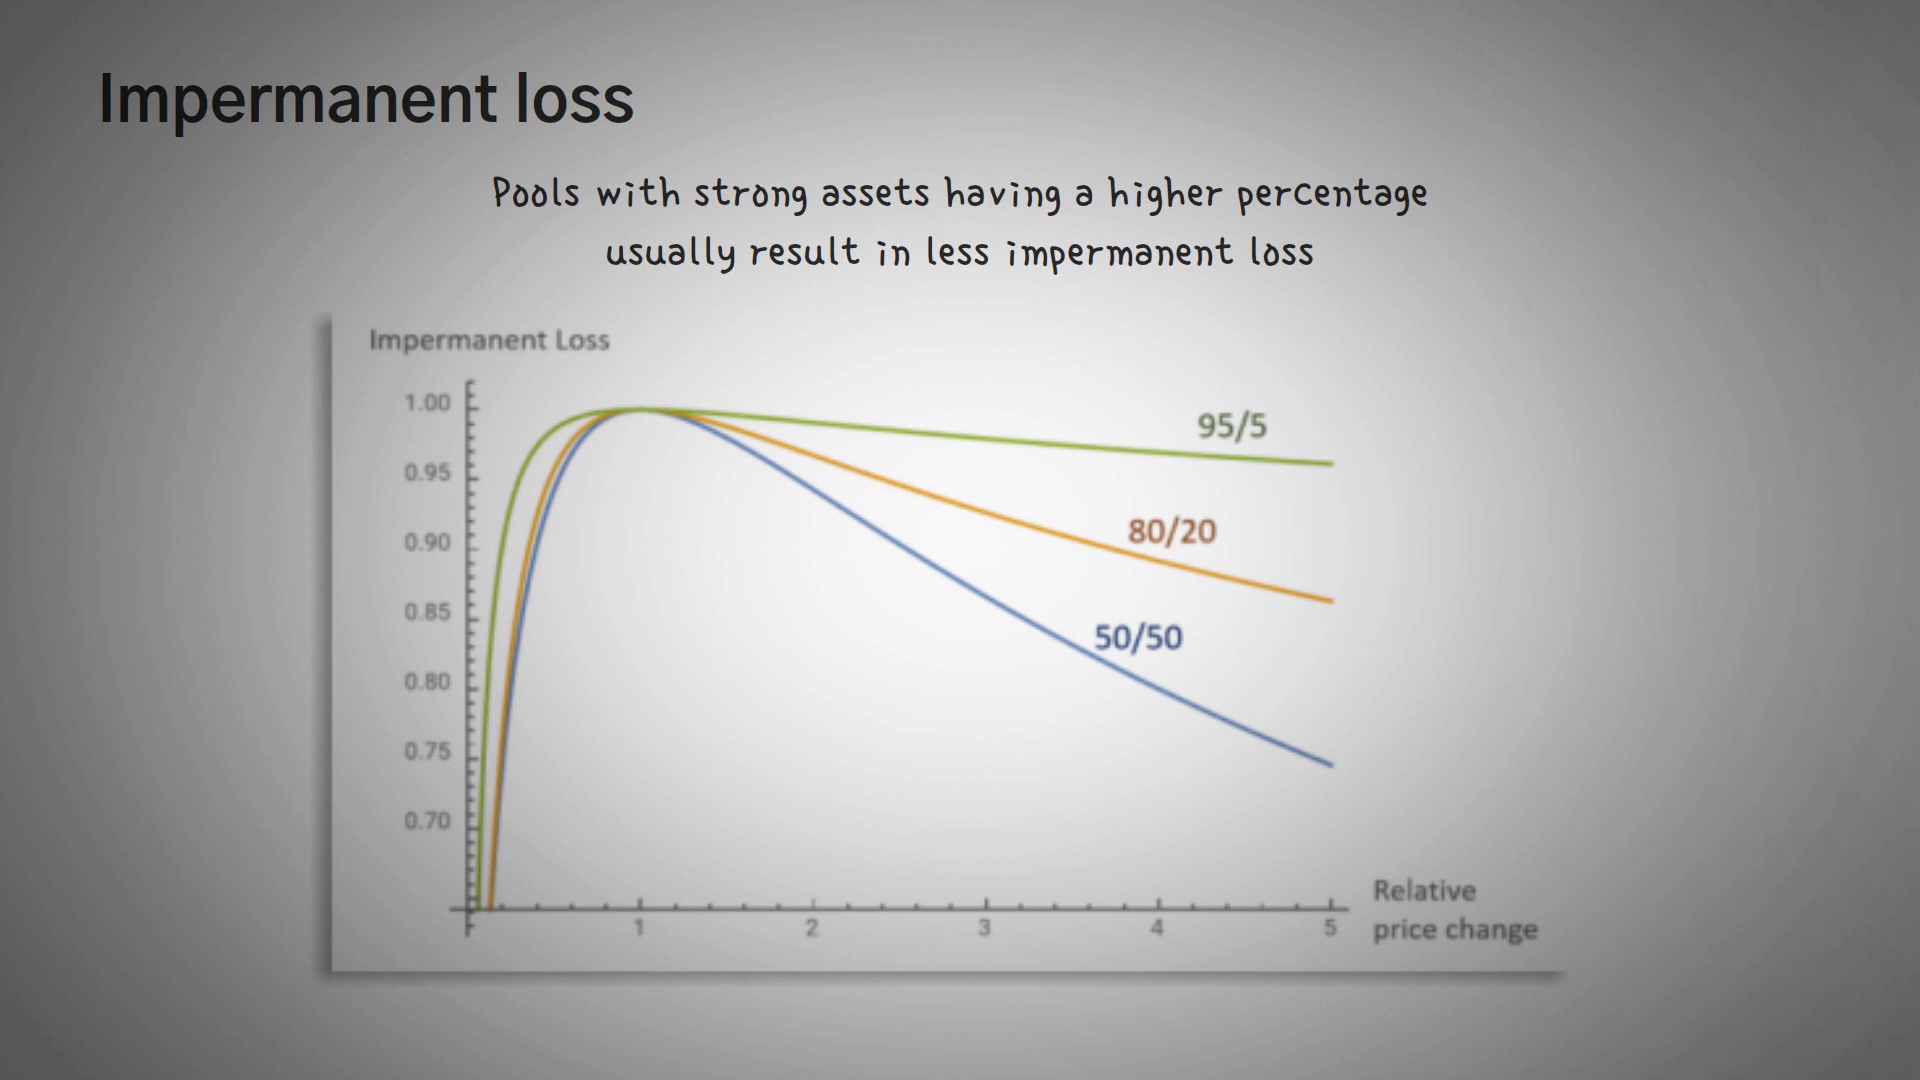 Impermanent loss
Pools with strong assets having a higher percentage
usually result in less impermanent loss
Impermanent Loss
1.00
0.95
0.90
0.85
0.80
0.75
0.70
95/5
80/20
50/50
1 2 3 4 5
Relative
price change